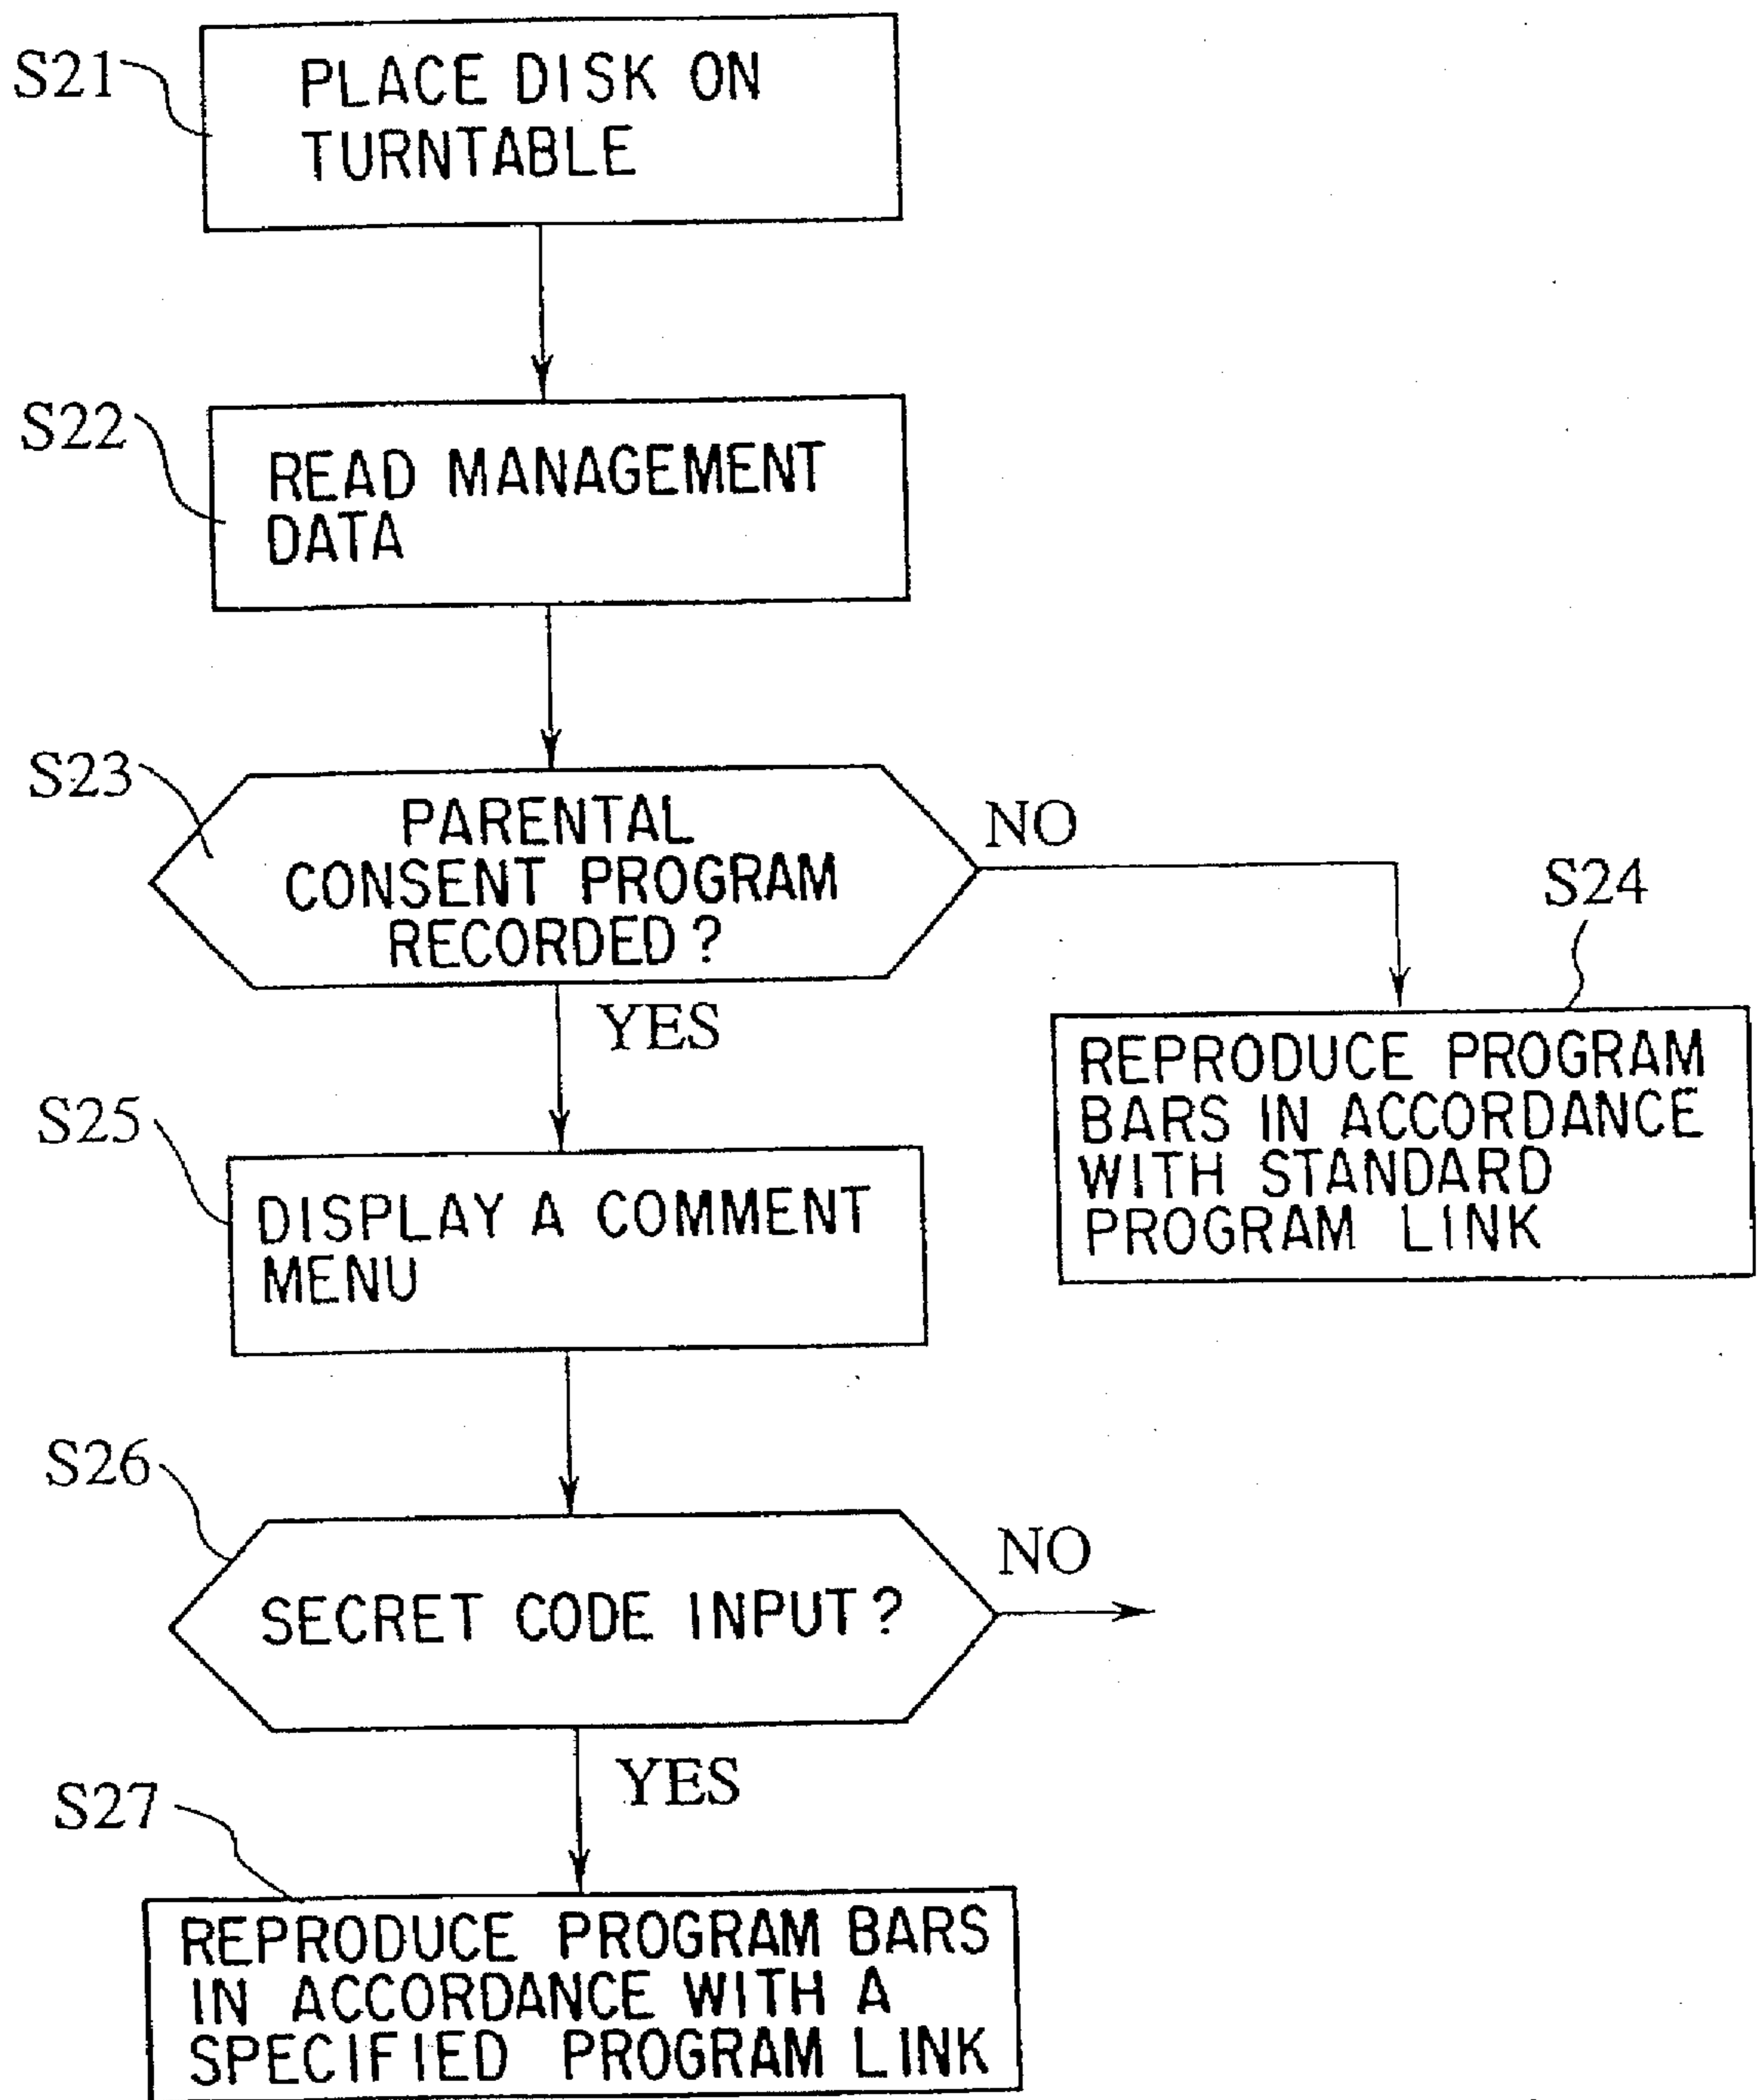 S21
PLACE DISK ON
TURNTABLE
S22
READ MANAGEMENT
DATA
S23
PARENTAL
CONSENT PROGRAM
RECORDED?
NO
YES
S24
REPRODUCE PROGRAM
BARS IN ACCORDANCE
WITH STANDARD
PROGRAM LINK
S25
DISPLAY A COMMENT
MENU
S26
SECRET CODE INPUT?
NO
YES
S27
REPRODUCE PROGRAM BARS
IN ACCORDANCE WITH A
SPECIFIED PROGRAM LINK